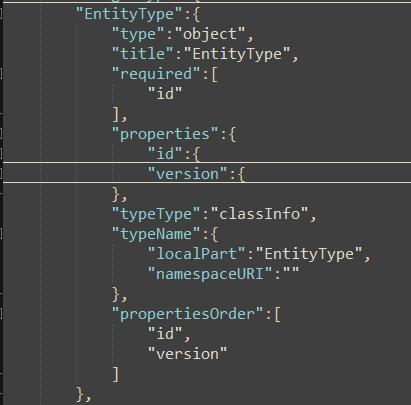 "EntityType":{
"type":"object",
"title":"EntityType",
"required":[
"id"
],
"properties":{
"id":{
"version":{
},
"typeType":"classInfo",
"typeName":{
"localPart":"EntityType",
"namespaceURI":""
},
"propertiesOrder":[
"id",
"version"
]
},